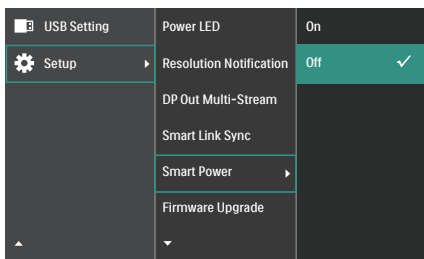 USB Setting
Setup
Power LED
Resolution Notification
DP Out Multi-Stream
Smart Link Sync
Smart Power
Firmware Upgrade
On
Off